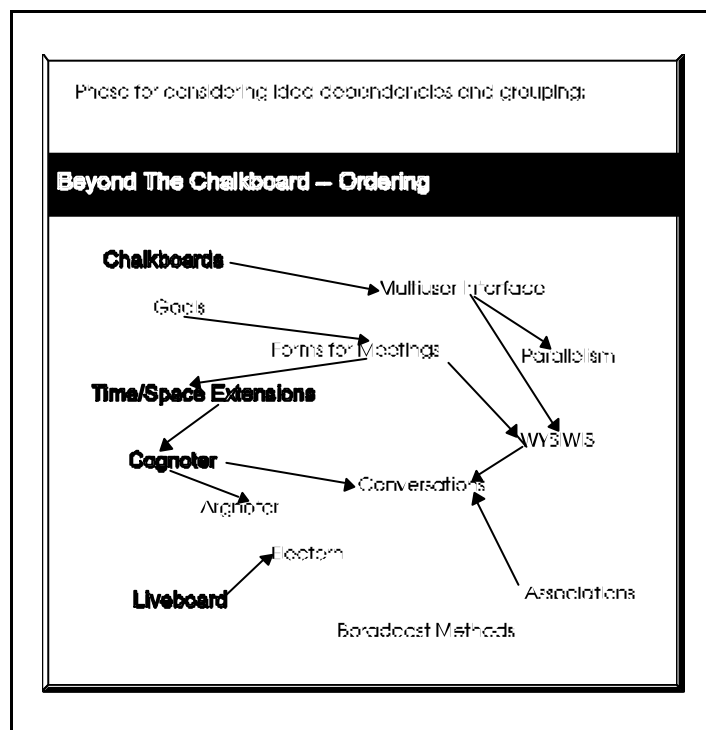 Phase for considering idea dependencies and grouping:
Beyond The Chalkboard – Ordering
Chalkboards
Multiuser Interface
Goals
Forms for Meetings
Parallelism
Time/Space Extensions
WYSIWIS
Cognoter
Conversations
Argnoter
Liveboard
Associations
Boradcast Methods